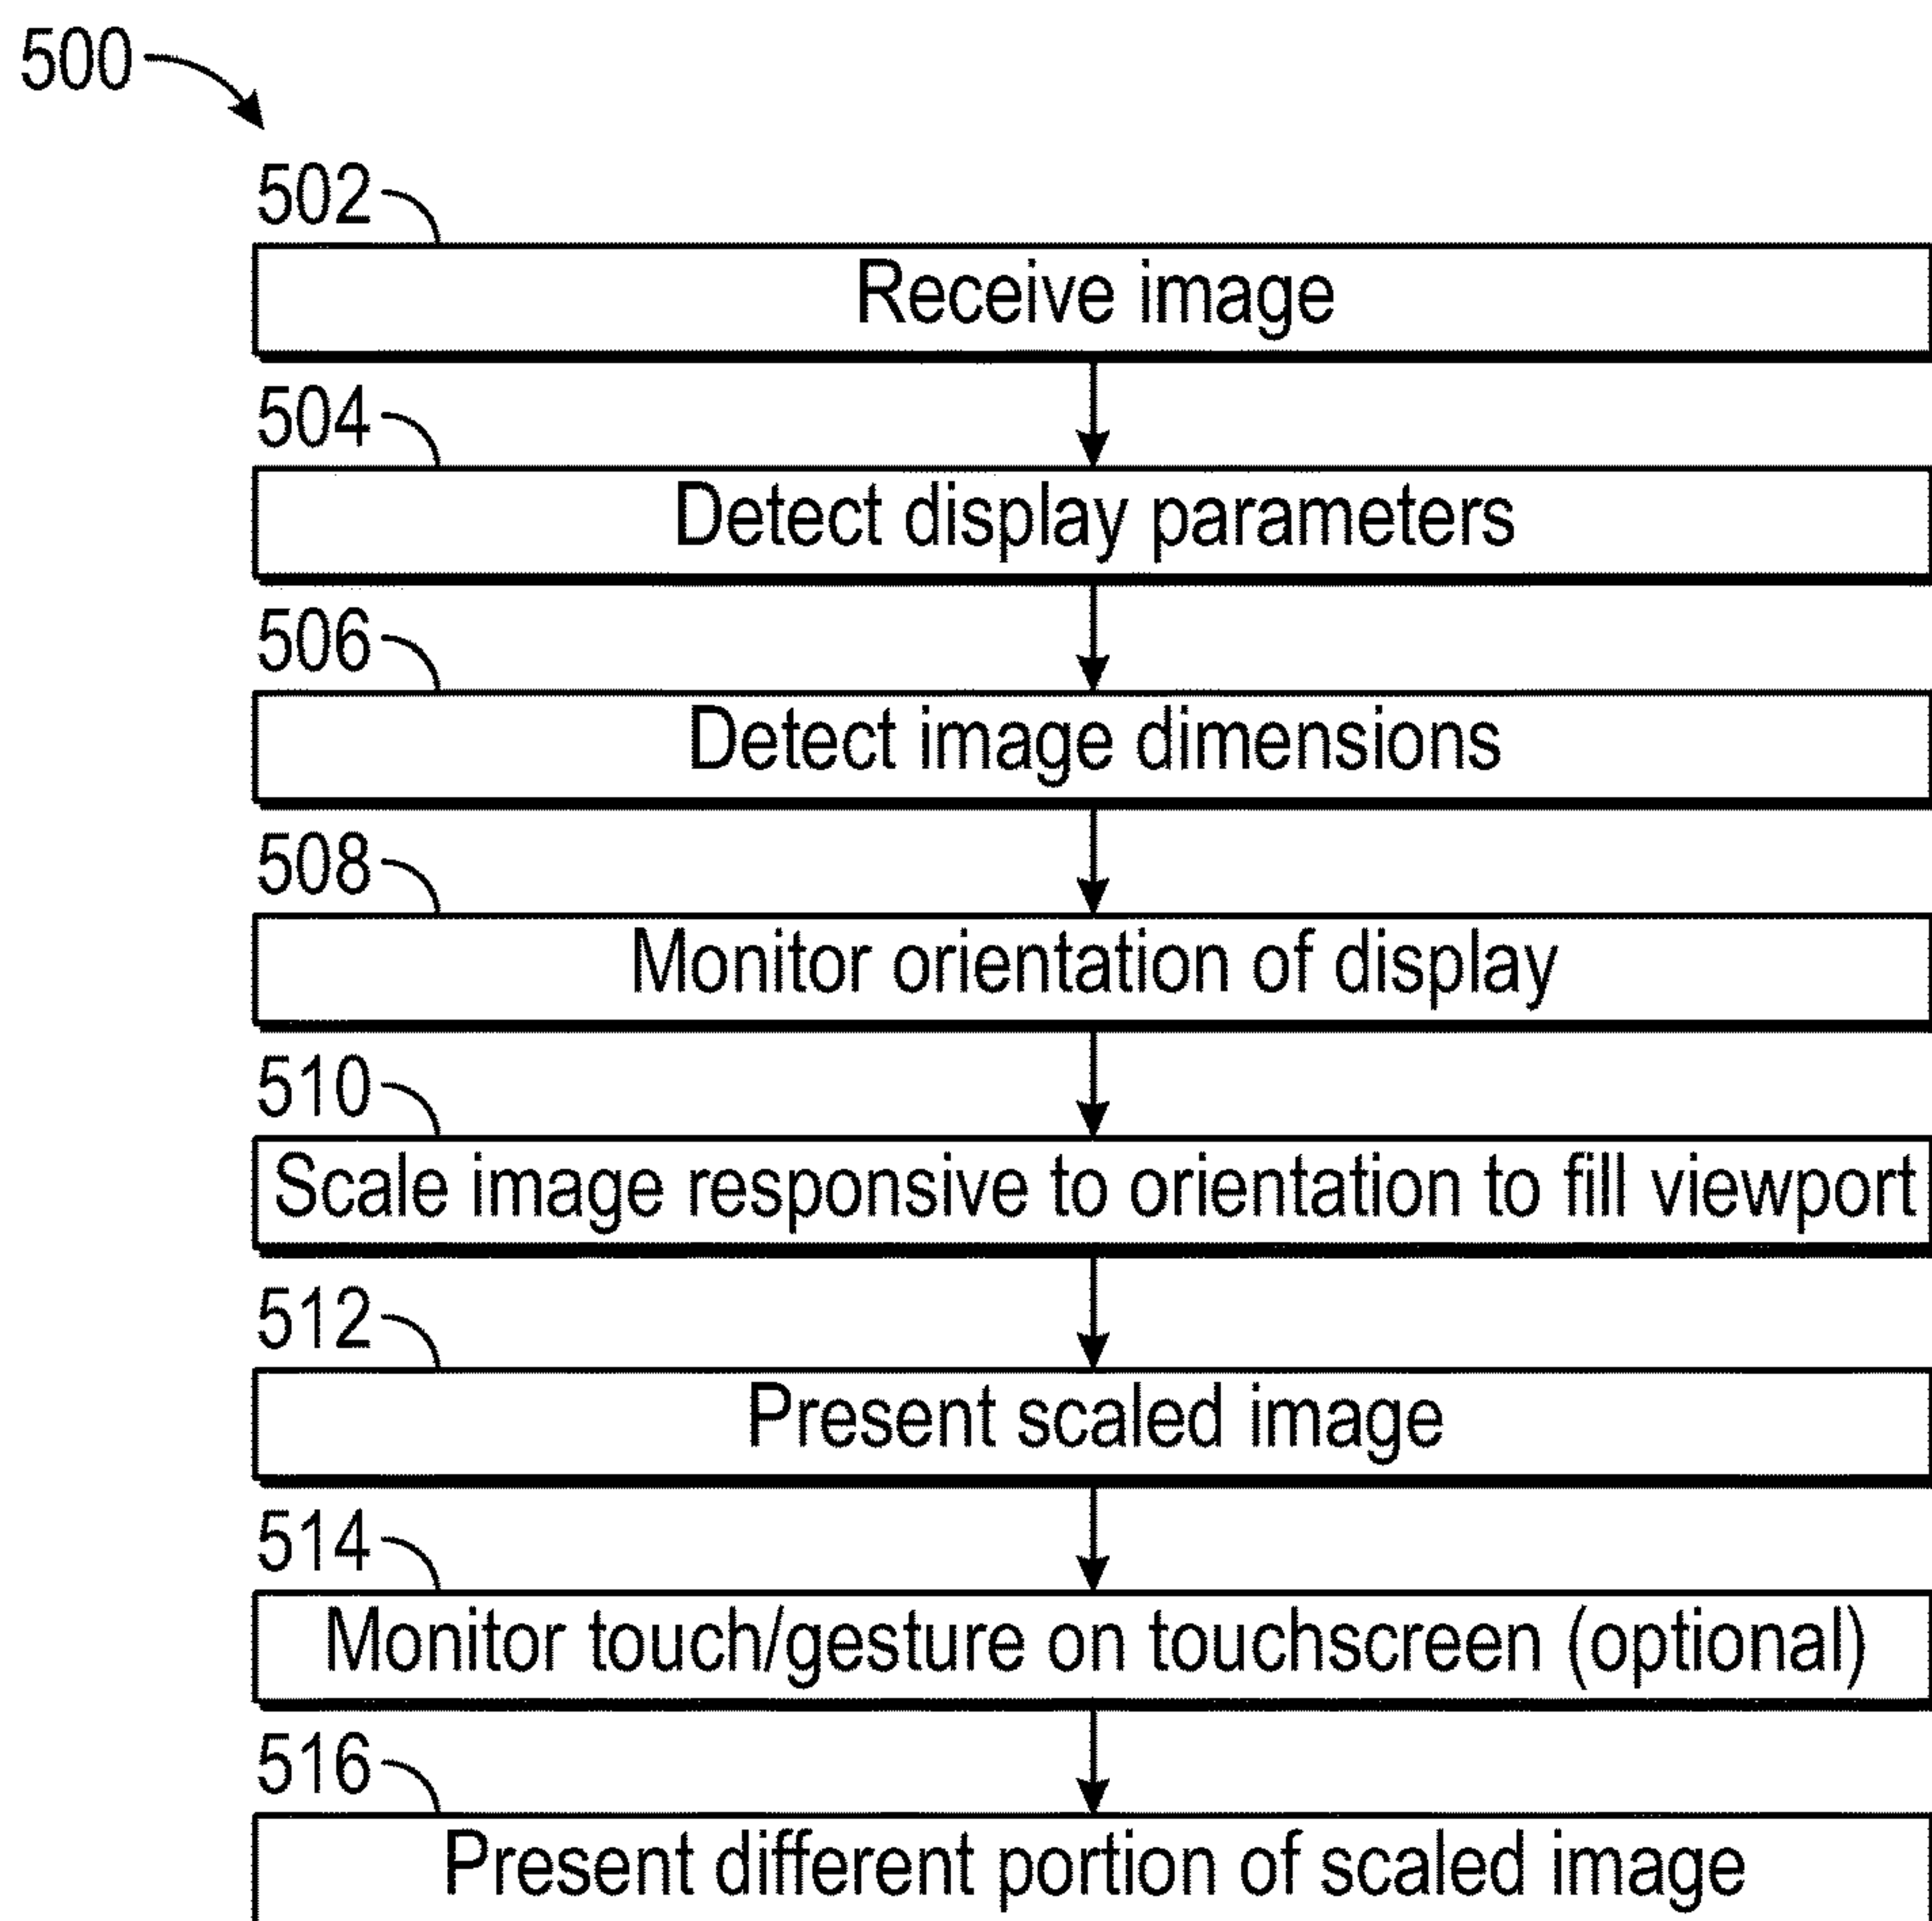 500
502
Receive image
504
Detect display parameters
506
Detect image dimensions
508
Monitor orientation of display
510
Scale image responsive to orientation to fill viewport
512
Present scaled image
514
Monitor touch/gesture on touchscreen (optional)
516
Present different portion of scaled image